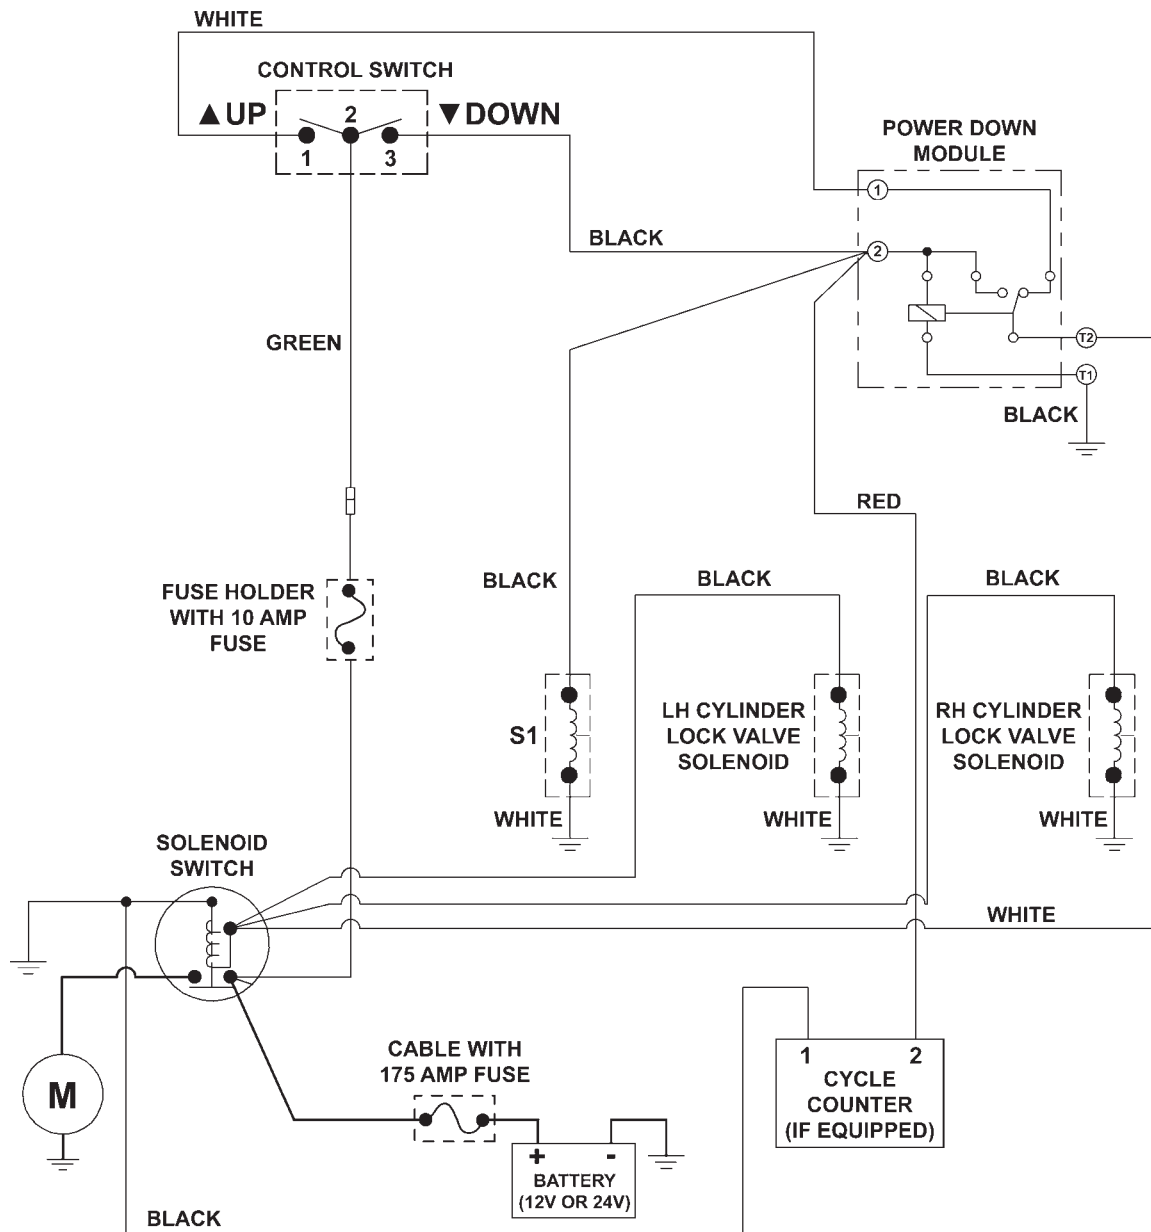 WHITE
CONTROL SWITCH
▲UP
2
▼DOWN
1
3
POWER DOWN
MODULE
1
BLACK
2
GREEN
T2
T1
BLACK
RED
FUSE HOLDER
WITH 10 AMP
FUSE
BLACK
BLACK
BLACK
S1
LH CYLINDER
LOCK VALVE
SOLENOID
RH CYLINDER
LOCK VALVE
SOLENOID
WHITE
WHITE
WHITE
SOLENOID
SWITCH
WHITE
M
CABLE WITH
175 AMP FUSE
1 2
CYCLE
COUNTER
(IF EQUIPPED)
+ -
BATTERY
(12V OR 24V)
BLACK